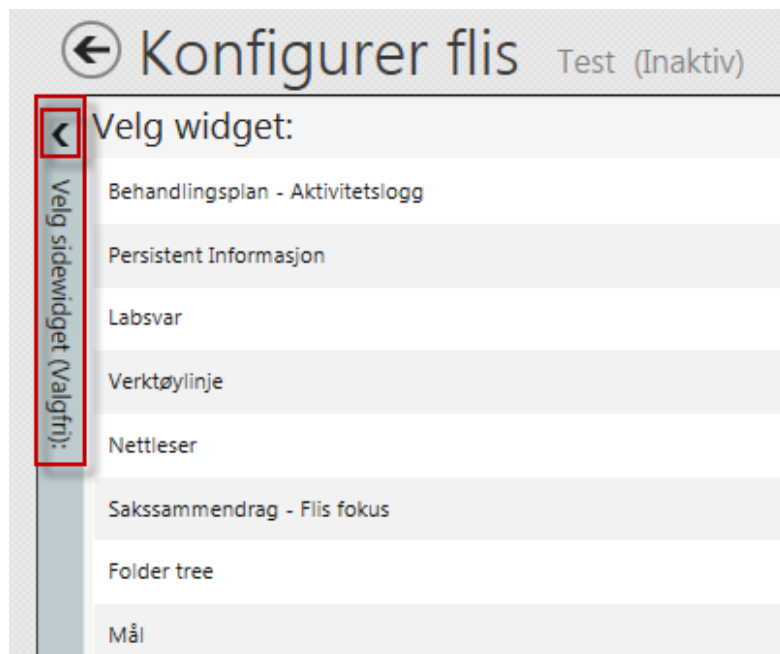 Konfigurer flis Test (Inaktiv)
Velg sidewidget (Valgfri):
Velg widget:
Behandlingsplan - Aktivitetslogg
Persistent Informasjon
Labsvar
Verktøylinje
Nettleser
Sakssammendrag - Flis fokus
Folder tree
Mål